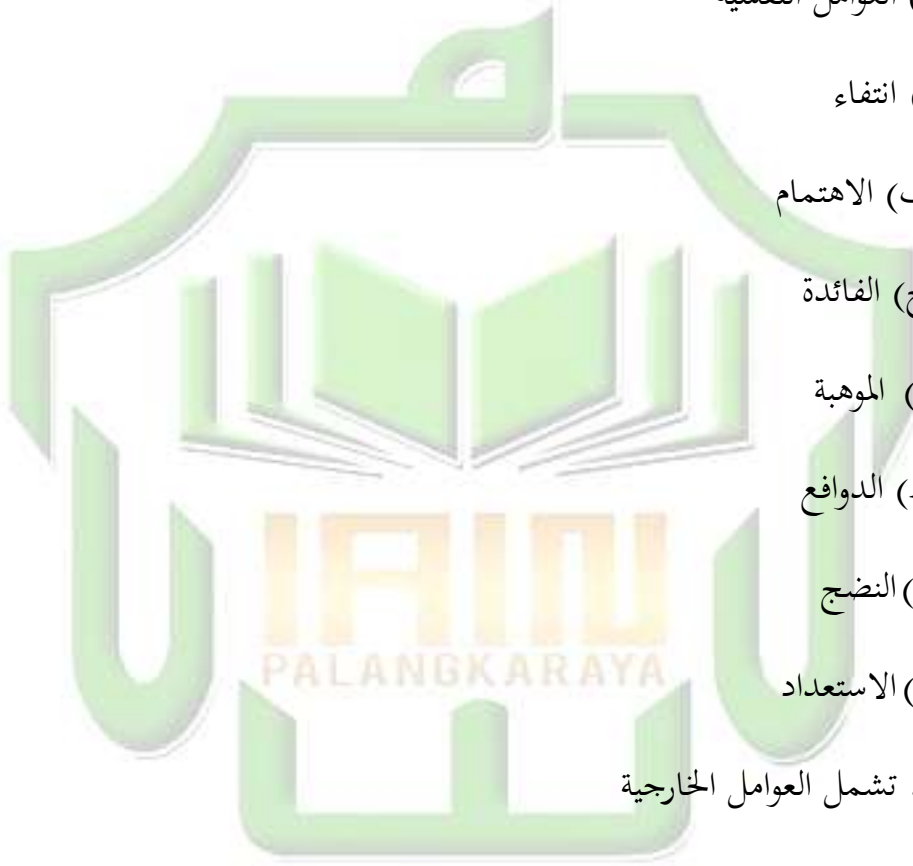 ) العوامل النفسية
) انتفاء
) الاهتمام
) الفائدة
) الموهبة
) الدوافع
)النضج
)الاستعداد
تشمل العوامل الخارجية
IAIN
PALANGKARAYA